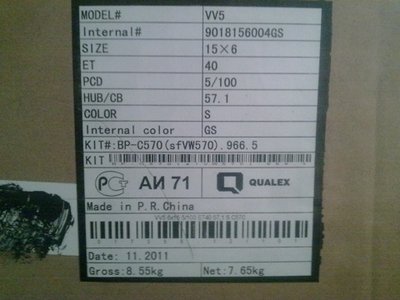 MODEL# VV5
Internal# 9018156004GS
SIZE 15×6
ET 40
PCD 5/100
HUB/CB 57.1
COLOR S
Internal color GS
KIT#:BP-C570(sfVW570).966.5
KIT
РСТ АИ 71 QUALEX
Made in P.R.China
Date: 11.2011
Gross:8.55kg Net:7.65kg